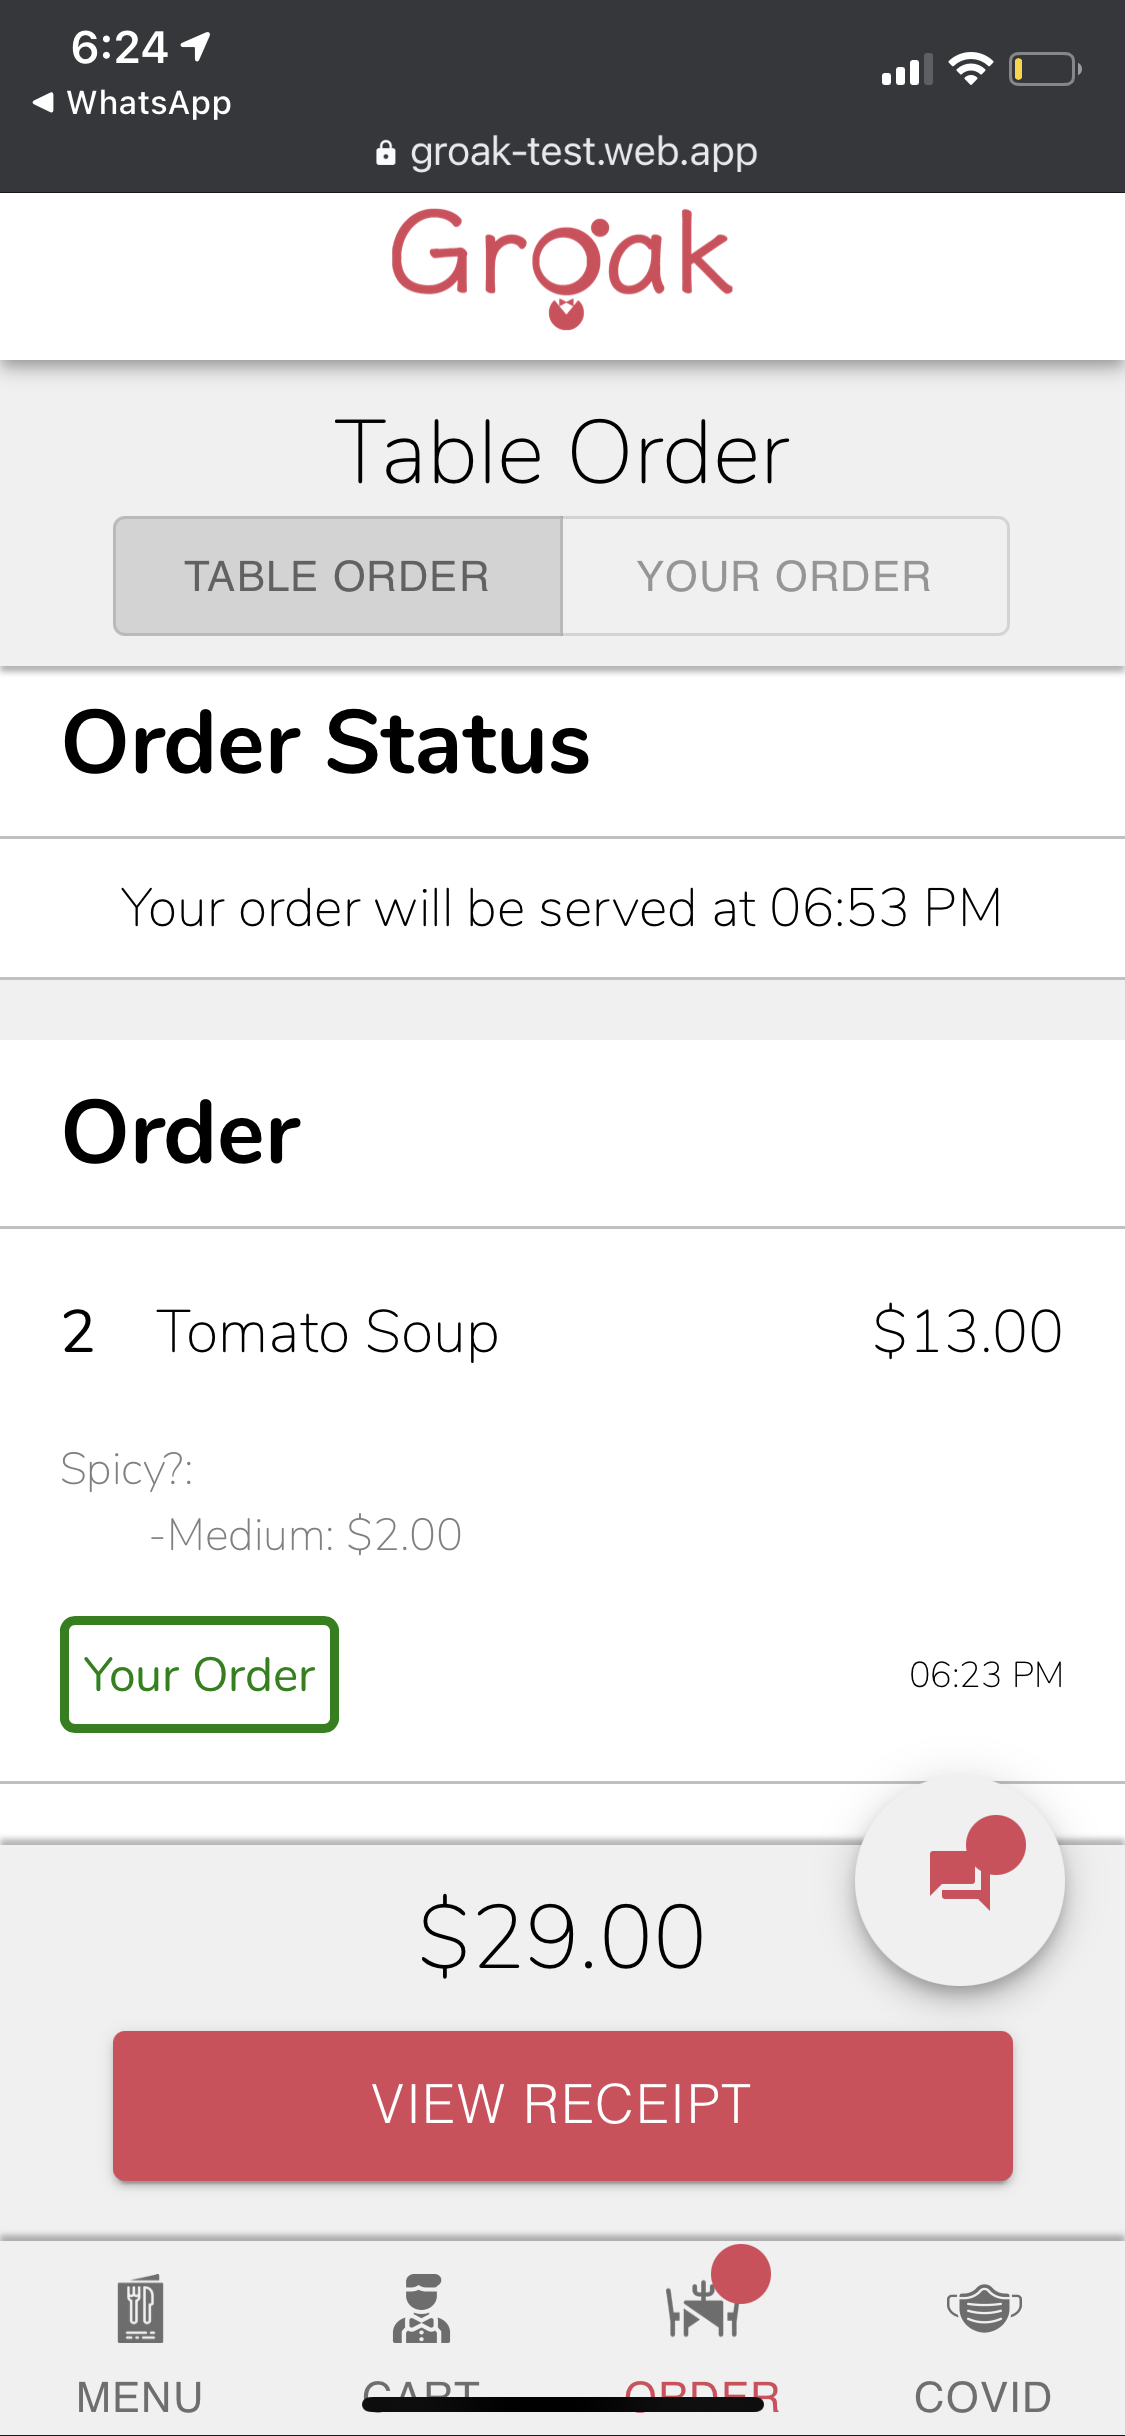 6:24
◀ WhatsApp
groak-test.web.app
Groak
Table Order
TABLE ORDER
YOUR ORDER
Order Status
Your order will be served at 06:53 PM
Order
2 Tomato Soup $13.00
Spicy?:
-Medium: $2.00
Your Order 06:23 PM
$29.00
VIEW RECEIPT
MENU CART ORDER COVID